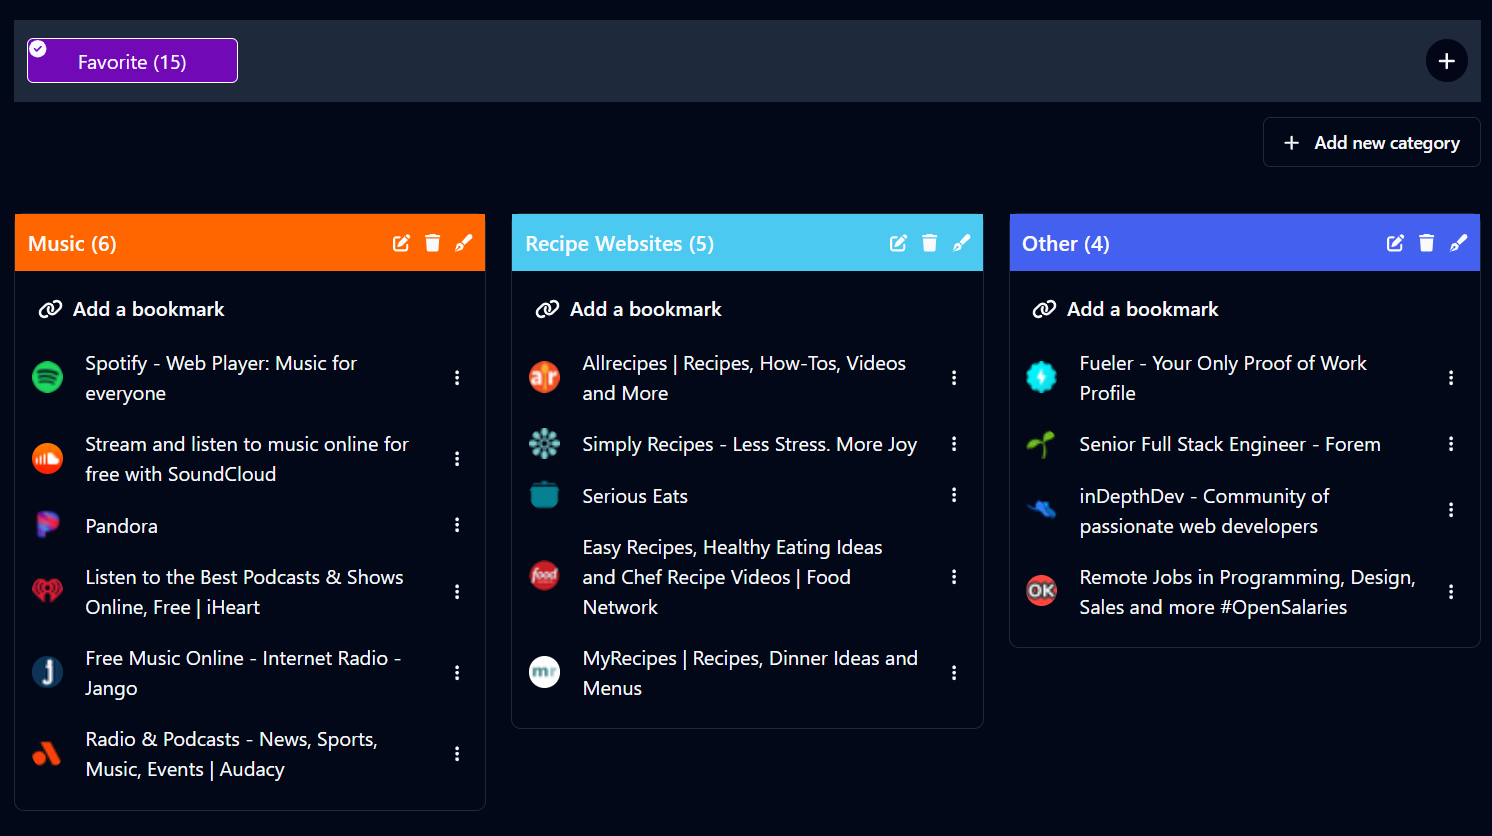 Favorite (15)
Add new category
Music (6)
Add a bookmark
Spotify - Web Player: Music for
everyone
Stream and listen to music online for
free with SoundCloud
Pandora
Listen to the Best Podcasts & Shows
Online, Free | iHeart
Free Music Online - Internet Radio -
Jango
Radio & Podcasts - News, Sports,
Music, Events | Audacy
Recipe Websites (5)
Add a bookmark
ar
Allrecipes | Recipes, How-Tos, Videos
and More
Simply Recipes - Less Stress. More Joy
Serious Eats
food
Easy Recipes, Healthy Eating Ideas
and Chef Recipe Videos | Food
Network
mr
MyRecipes | Recipes, Dinner Ideas and
Menus
Other (4)
Add a bookmark
Fueler - Your Only Proof of Work
Profile
Senior Full Stack Engineer - Forem
inDepthDev - Community of
passionate web developers
OK
Remote Jobs in Programming, Design,
Sales and more #OpenSalaries